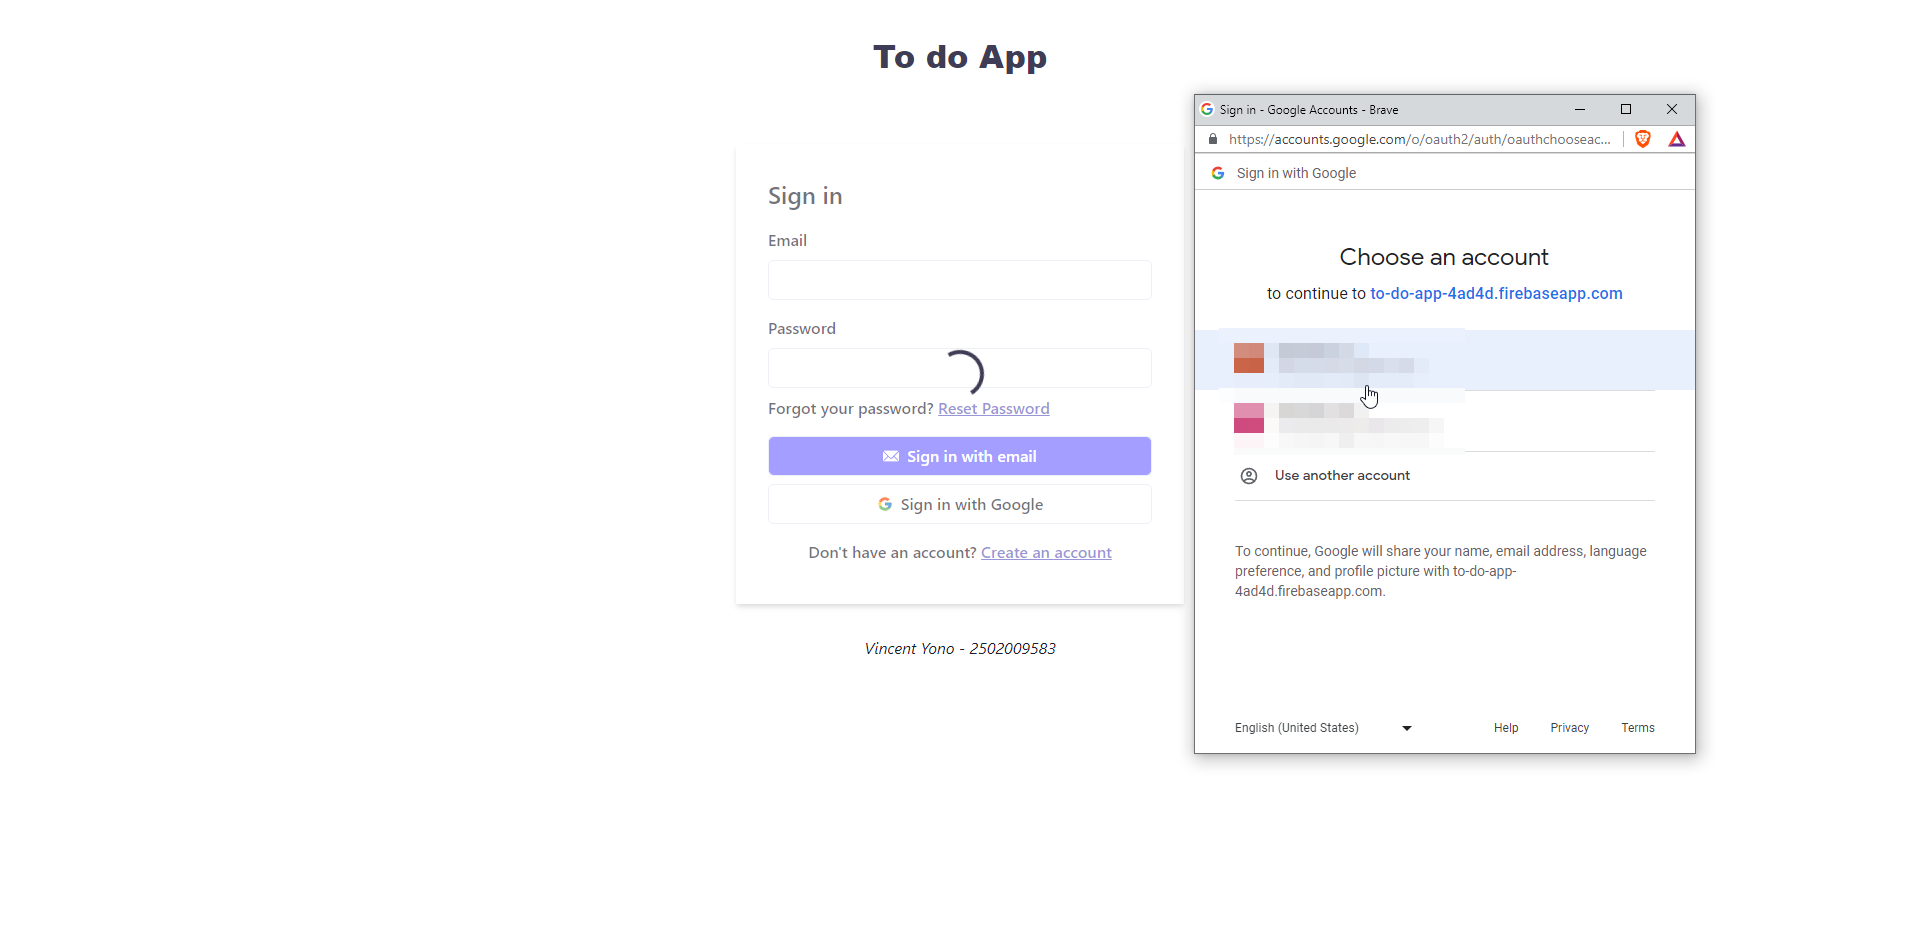 To do App
Sign in
Email
Password
Forgot your password? Reset Password
Sign in with email
Sign in with Google
Don't have an account? Create an account
Vincent Yono - 2502009583
Sign in - Google Accounts - Brave
https://accounts.google.com/o/oauth2/auth/oauthchooseac...
Sign in with Google
Choose an account
to continue to to-do-app-4ad4d.firebaseapp.com
Use another account
To continue, Google will share your name, email address, language
preference, and profile picture with to-do-app-
4ad4d.firebaseapp.com.
English (United States)
Help Privacy Terms